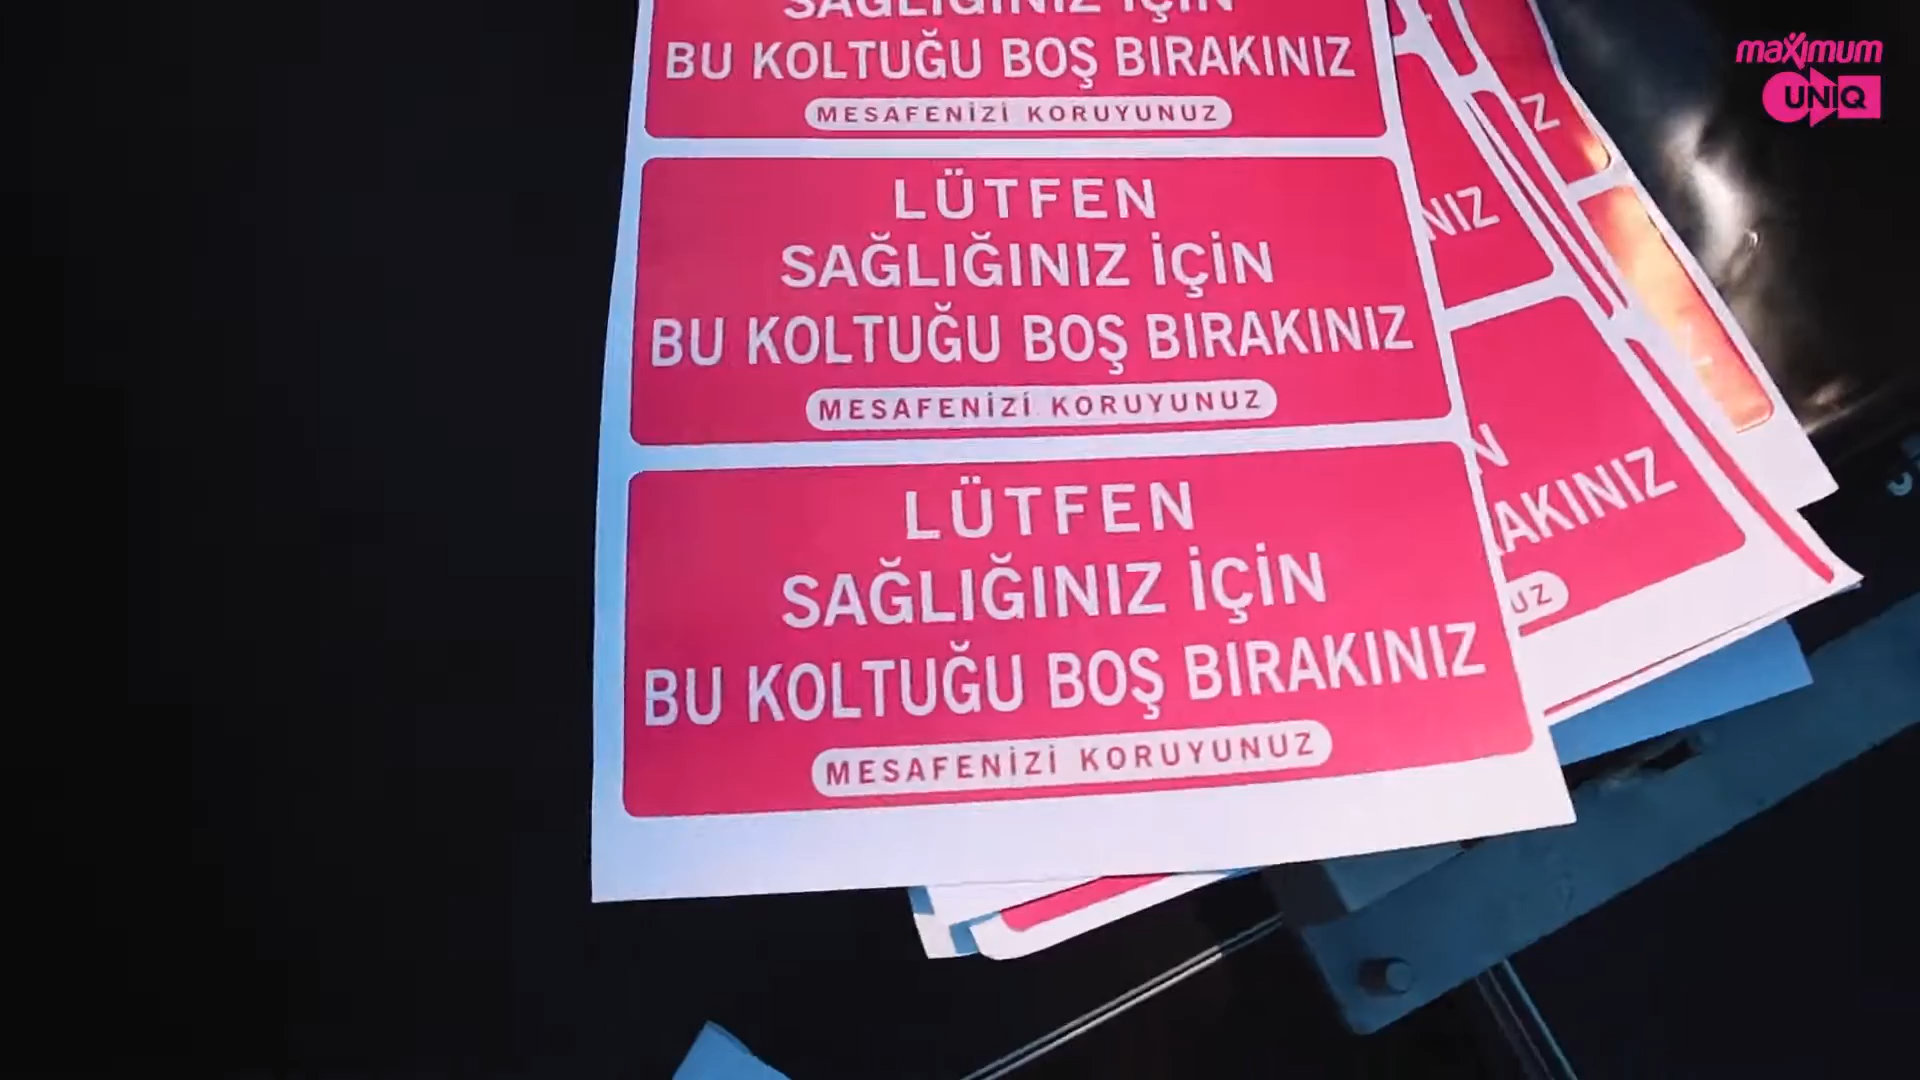 SAĞLIĞINIZ İÇİN
BU KOLTUĞU BOŞ BIRAKINIZ
MESAFENİZİ KORUYUNUZ
LÜTFEN
SAĞLIĞINIZ İÇİN
BU KOLTUĞU BOŞ BIRAKINIZ
MESAFENİZİ KORUYUNUZ
LÜTFEN
SAĞLIĞINIZ İÇİN
BU KOLTUĞU BOŞ BIRAKINIZ
MESAFENİZİ KORUYUNUZ
maximum
UNIQ